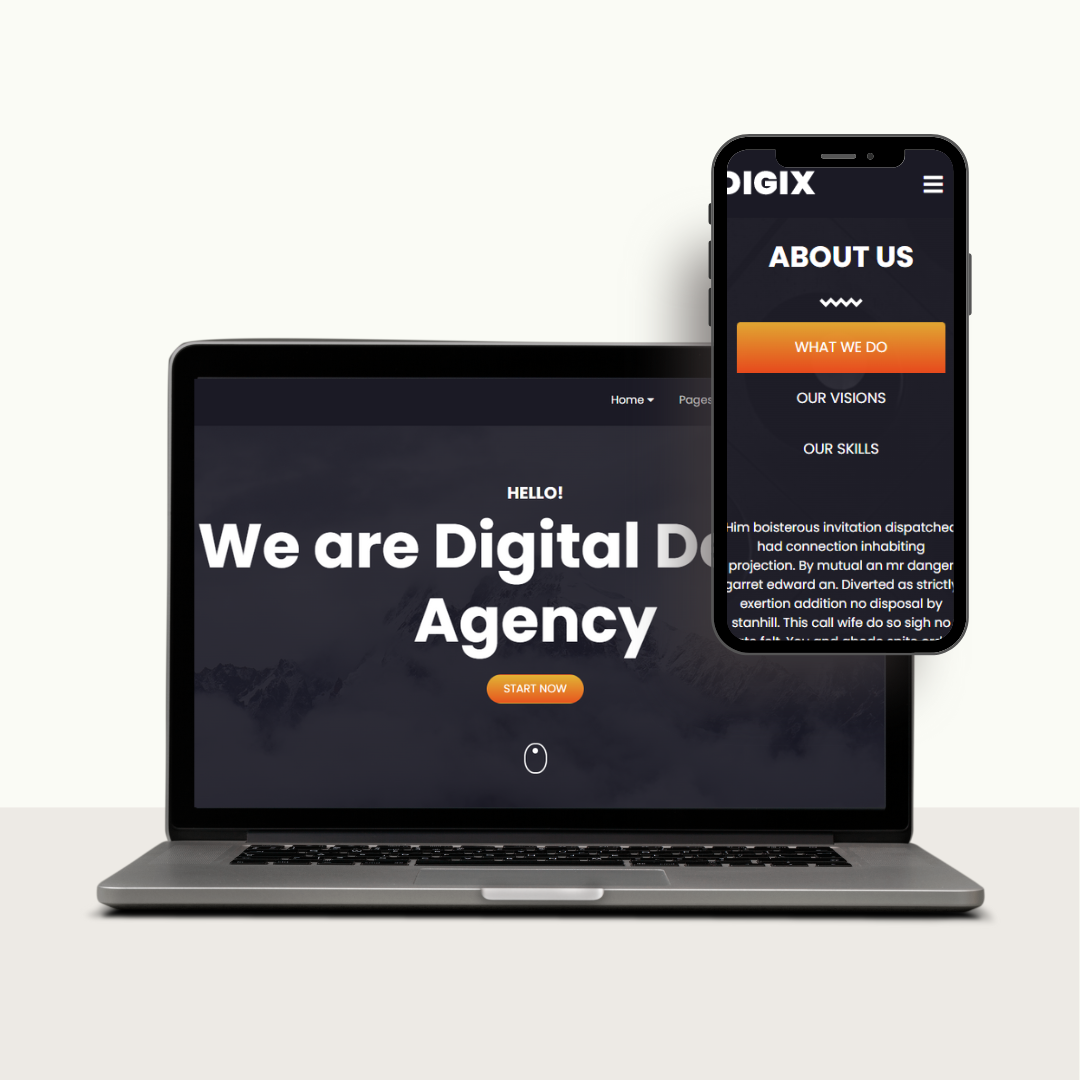 DIGIX
ABOUT US
WHAT WE DO
OUR VISIONS
OUR SKILLS
Him boisterous invitation dispatched
had connection inhabiting
projection. By mutual an mr danger
garret edward an. Diverted as strictly
exertion addition no disposal by
stanhill. This call wife do so sigh no
Home Pages
HELLO!
We are Digital
Agency
START NOW